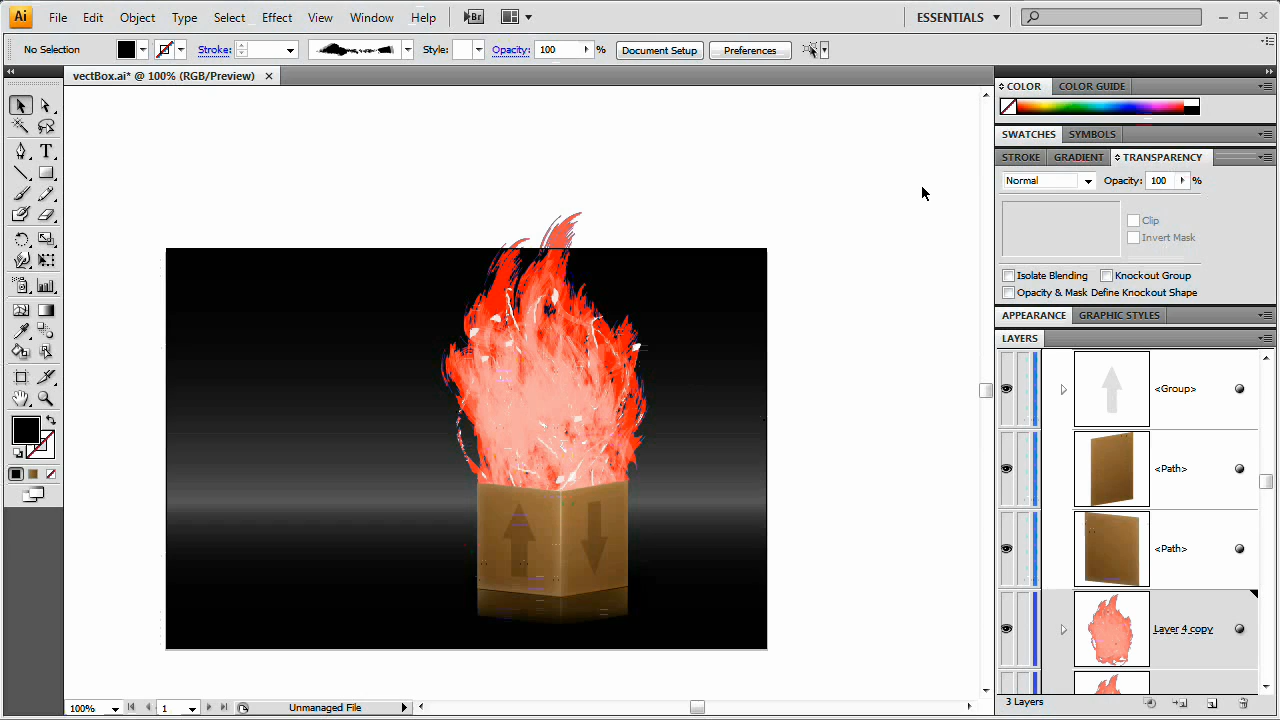 Ai File Edit Object Type Select Effect View Window Help Br ESSENTIALS
No Selection Stroke: Style: Opacity: 100 % Document Setup Preferences
vectBox.ai* @ 100% (RGB/Preview)
COLOR COLOR GUIDE
SWATCHES SYMBOLS
STROKE GRADIENT TRANSPARENCY
Normal Opacity: 100 %
Clip
Invert Mask
Isolate Blending Knockout Group
Opacity & Mask Define Knockout Shape
APPEARANCE GRAPHIC STYLES
LAYERS
<Group>
<Path>
<Path>
Layer 4 copy
T
100% 1 Unmanaged File 3 Layers